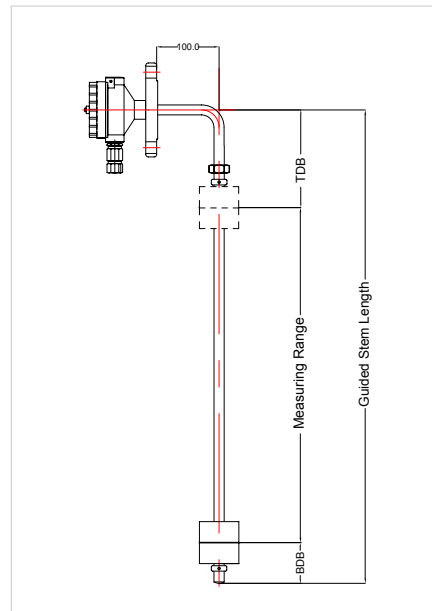 100.0
TDB
Measuring Range
Guided Stem Length
BDB